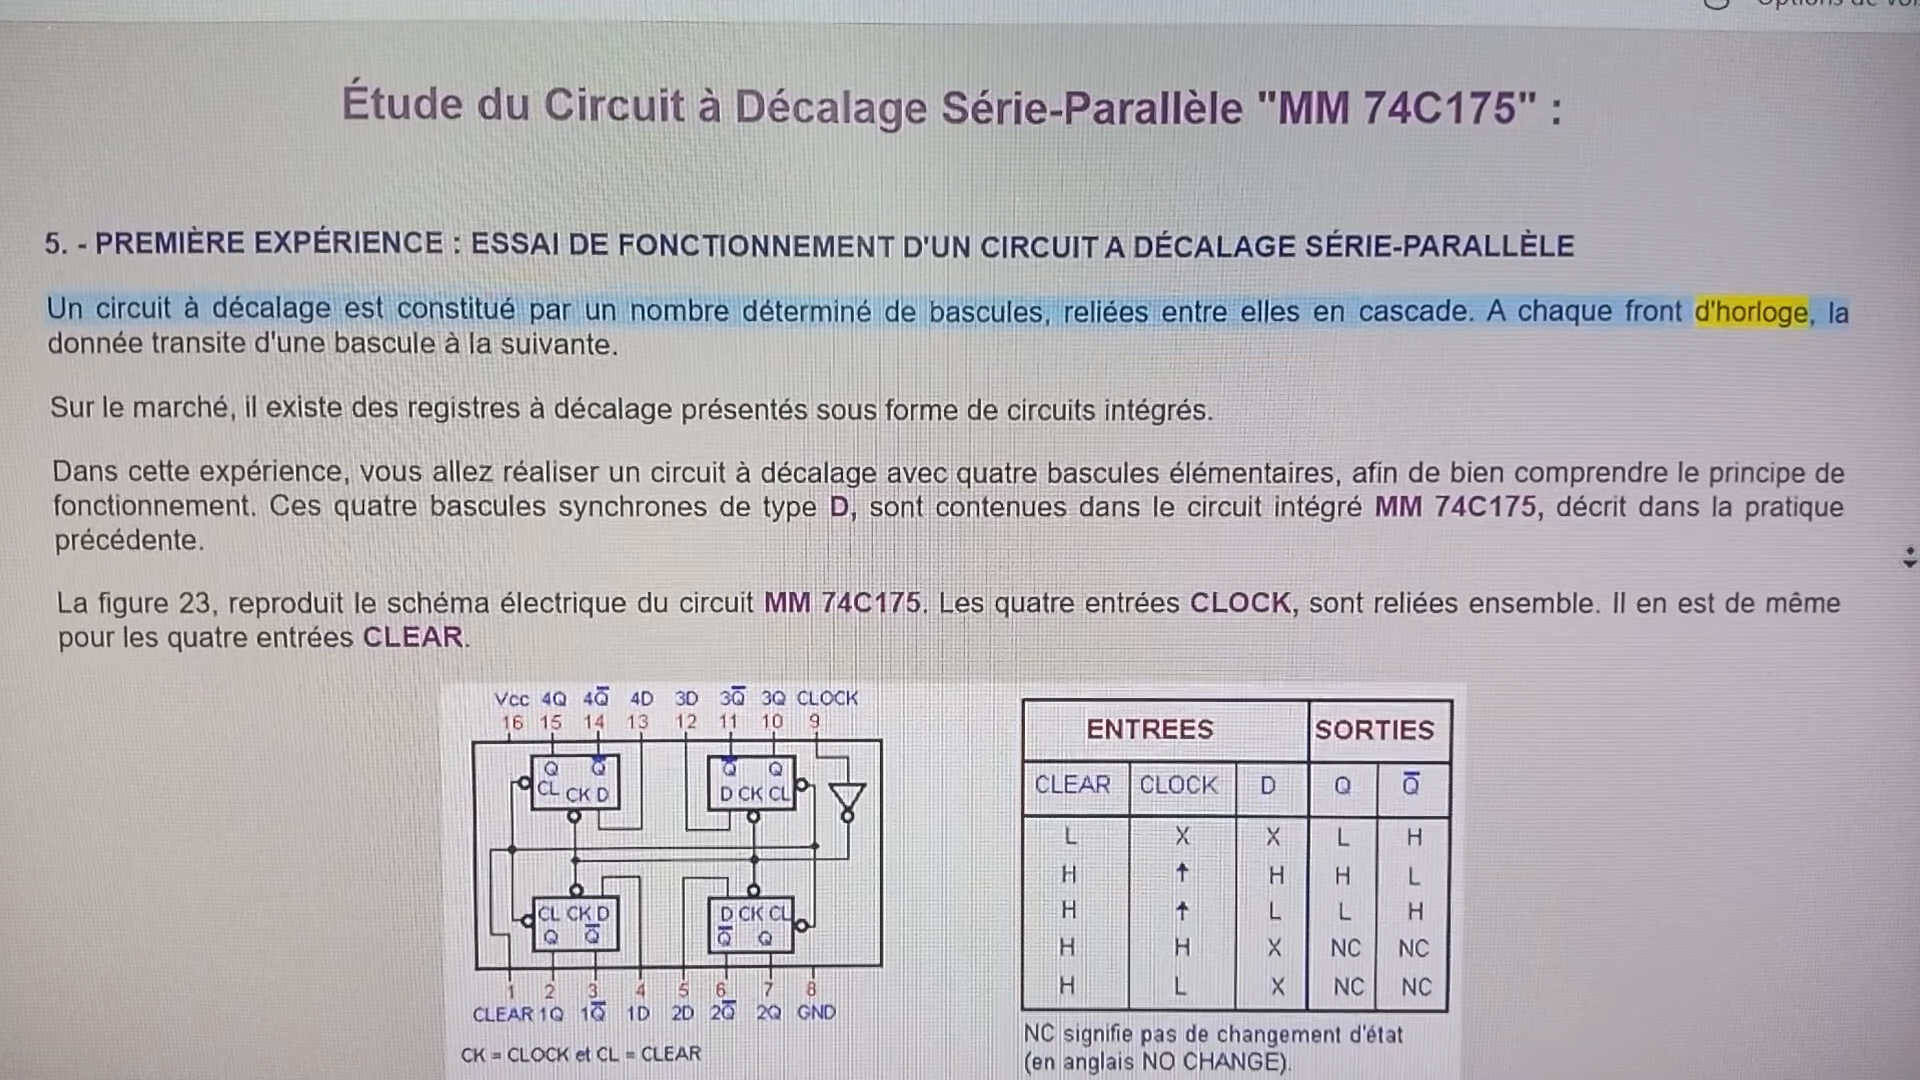 Étude du Circuit à Décalage Série-Parallèle "MM 74C175" :
5. - PREMIÈRE EXPÉRIENCE : ESSAI DE FONCTIONNEMENT D'UN CIRCUIT A DÉCALAGE SÉRIE-PARALLÈLE
Un circuit à décalage est constitué par un nombre déterminé de bascules, reliées entre elles en cascade. A chaque front d'horloge, la
donnée transite d'une bascule à la suivante.
Sur le marché, il existe des registres à décalage présentés sous forme de circuits intégrés.
Dans cette expérience, vous allez réaliser un circuit à décalage avec quatre bascules élémentaires, afin de bien comprendre le principe de
fonctionnement. Ces quatre bascules synchrones de type D, sont contenues dans le circuit intégré MM 74C175, décrit dans la pratique
précédente.
La figure 23, reproduit le schéma électrique du circuit MM 74C175. Les quatre entrées CLOCK, sont reliées ensemble. Il en est de même
pour les quatre entrées CLEAR.
Vcc 4Q 4Q̅ 4D 3D 3Q̅ 3Q CLOCK
16 15 14 13 12 11 10 9
Q Q̅ Q̅ Q
CL CK D D CK CL
CL CK D D CK CL
Q Q̅ Q̅ Q
1 2 3 4 5 6 7 8
CLEAR 1Q 1Q̅ 1D 2D 2Q̅ 2Q GND
CK = CLOCK et CL = CLEAR
ENTREES SORTIES
CLEAR CLOCK D Q Q̅
L X X L H
H ↑ H H L
H ↑ L L H
H H X NC NC
H L X NC NC
NC signifie pas de changement d'état
(en anglais NO CHANGE).